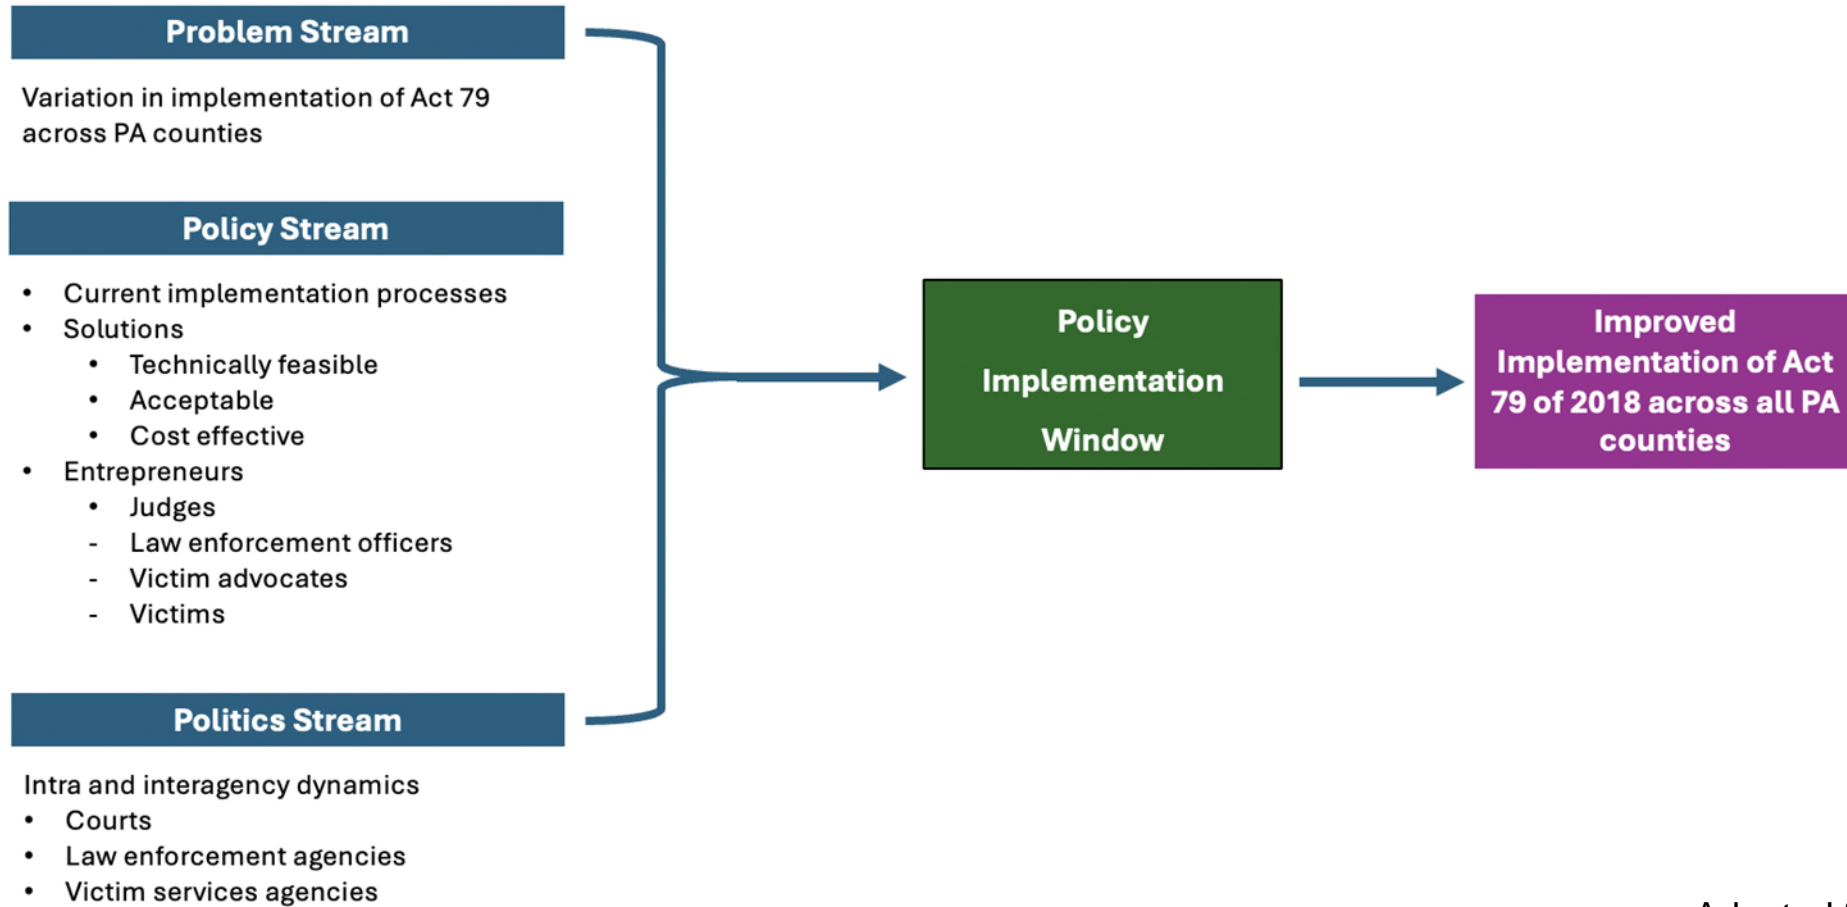 Problem Stream
Variation in implementation of Act 79
across PA counties
Policy Stream
• Current implementation processes
• Solutions
• Technically feasible
• Acceptable
• Cost effective
• Entrepreneurs
• Judges
- Law enforcement officers
- Victim advocates
- Victims
Politics Stream
Intra and interagency dynamics
• Courts
• Law enforcement agencies
• Victim services agencies
Policy
Implementation
Window
Improved
Implementation of Act
79 of 2018 across all PA
counties